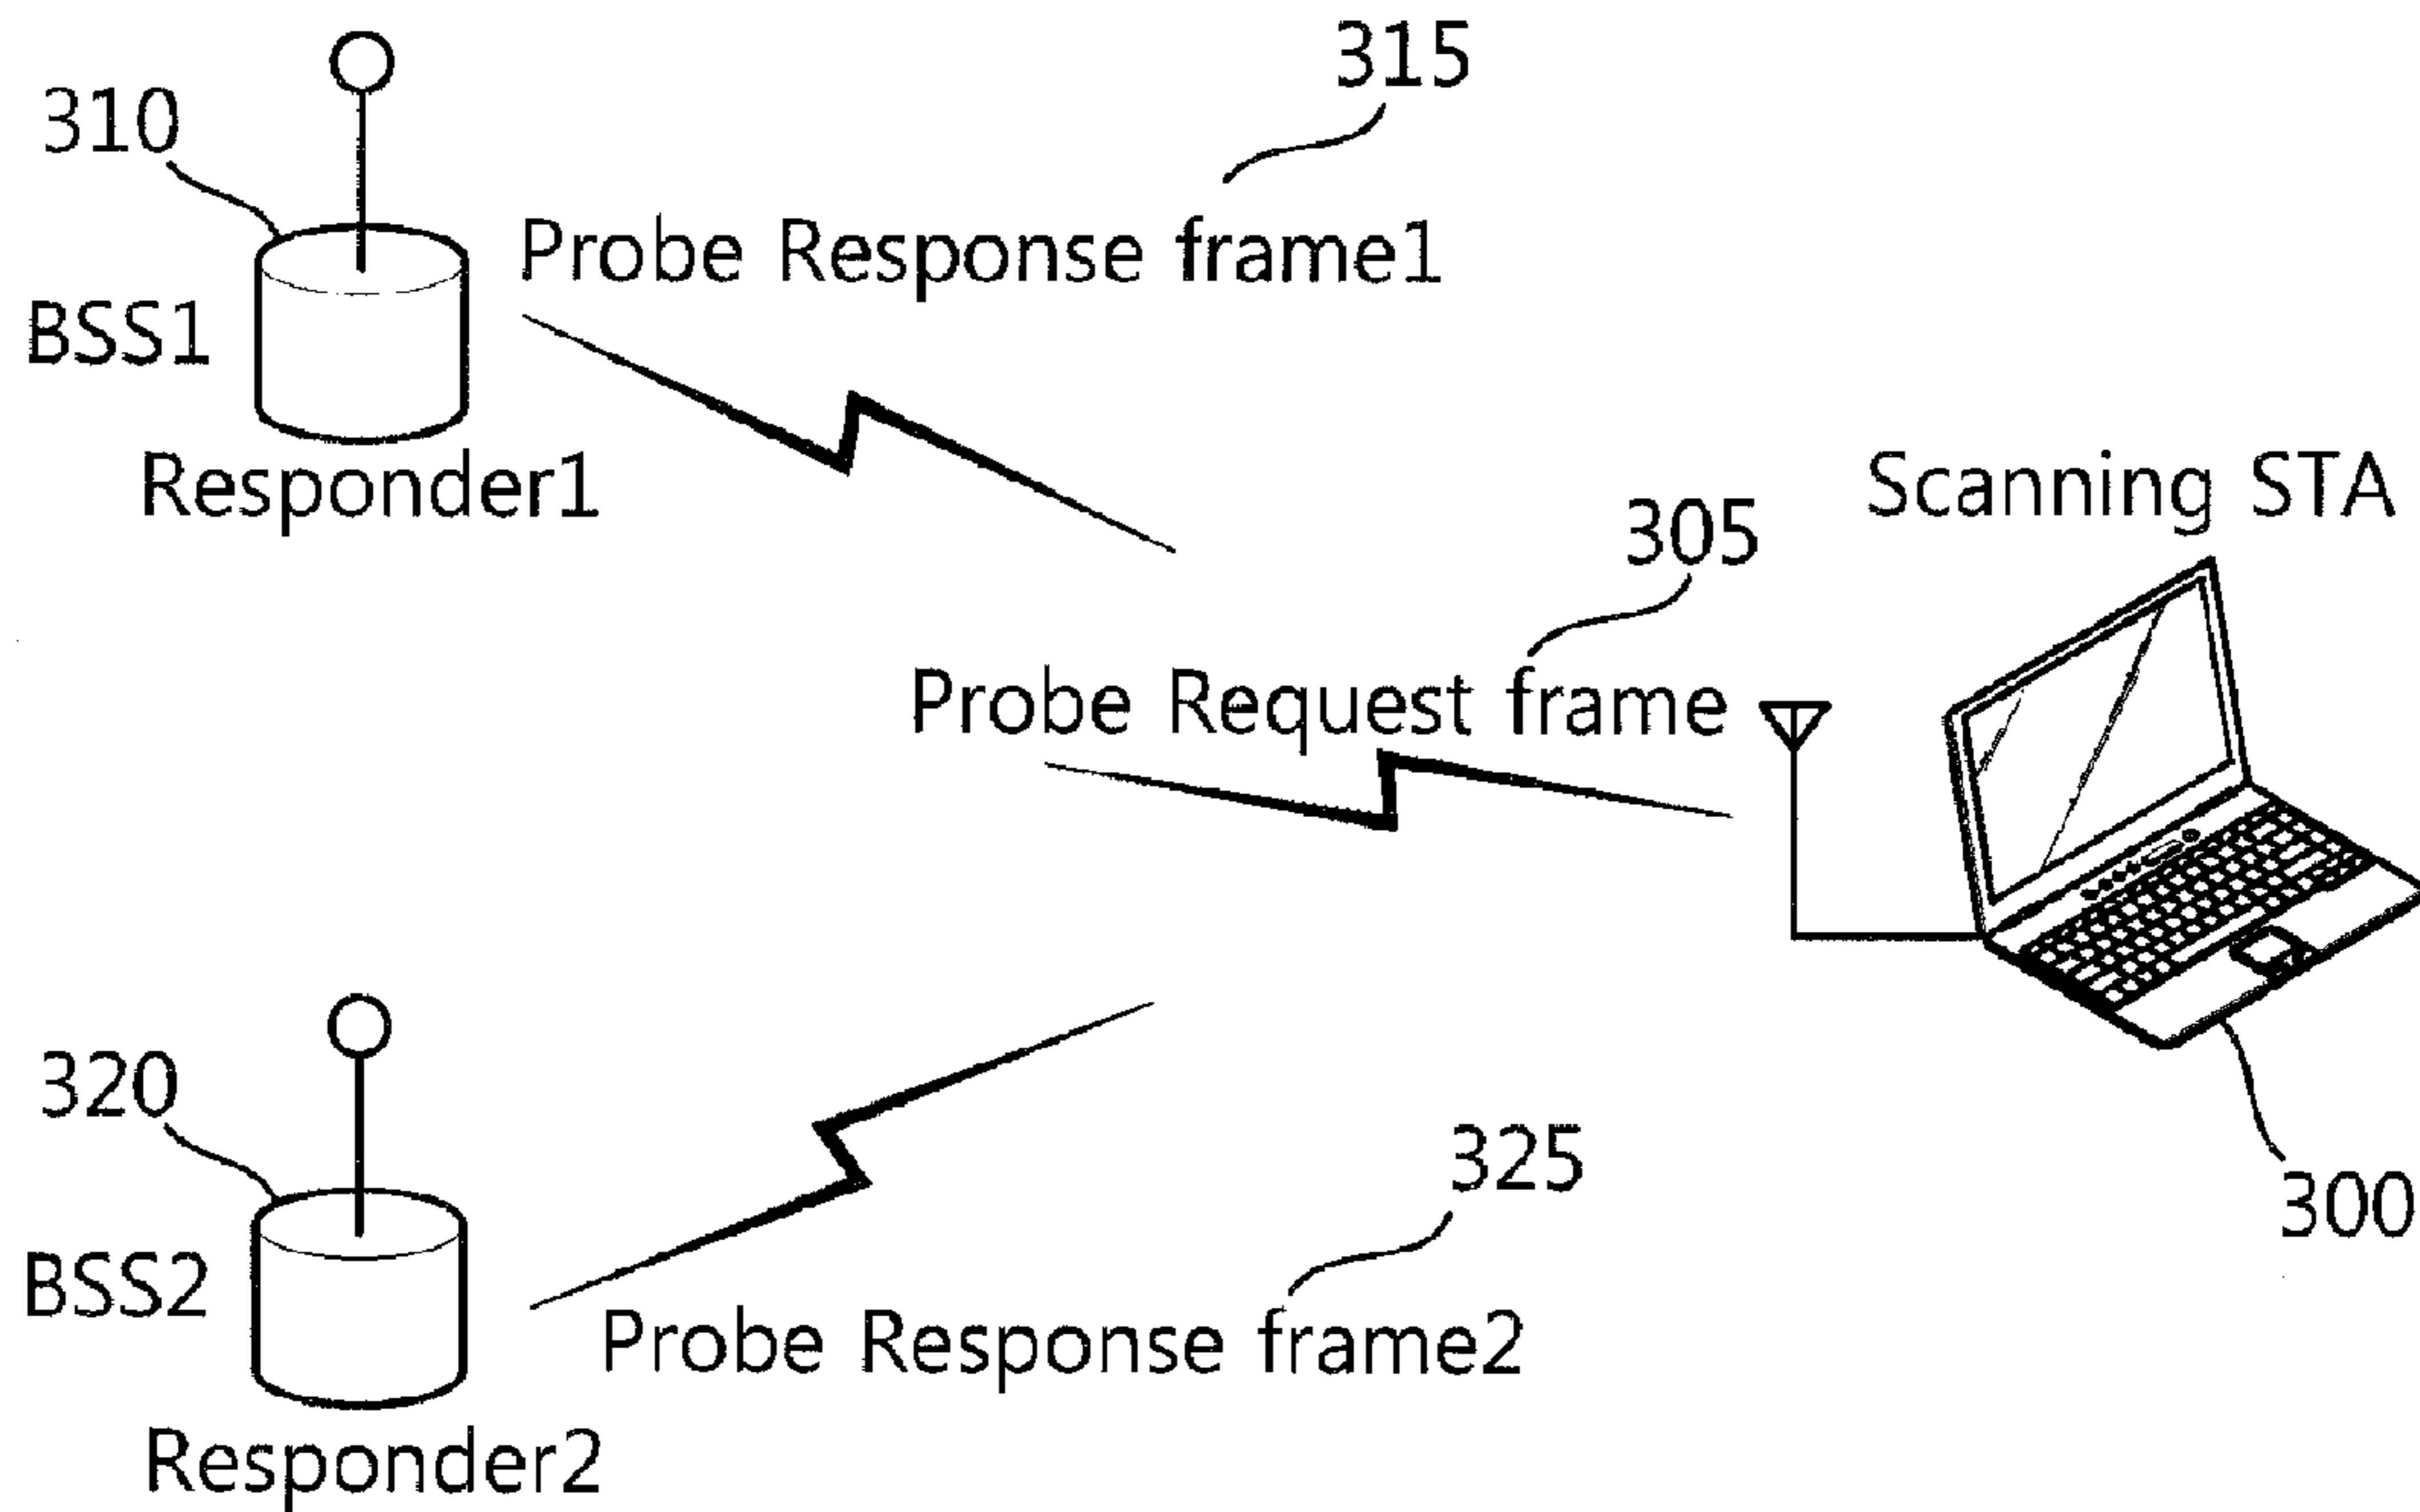 315
310
Probe Response frame1
BSS1
Responder1
Scanning STA
305
Probe Request frame
320
325
300
BSS2
Probe Response frame2
Responder2